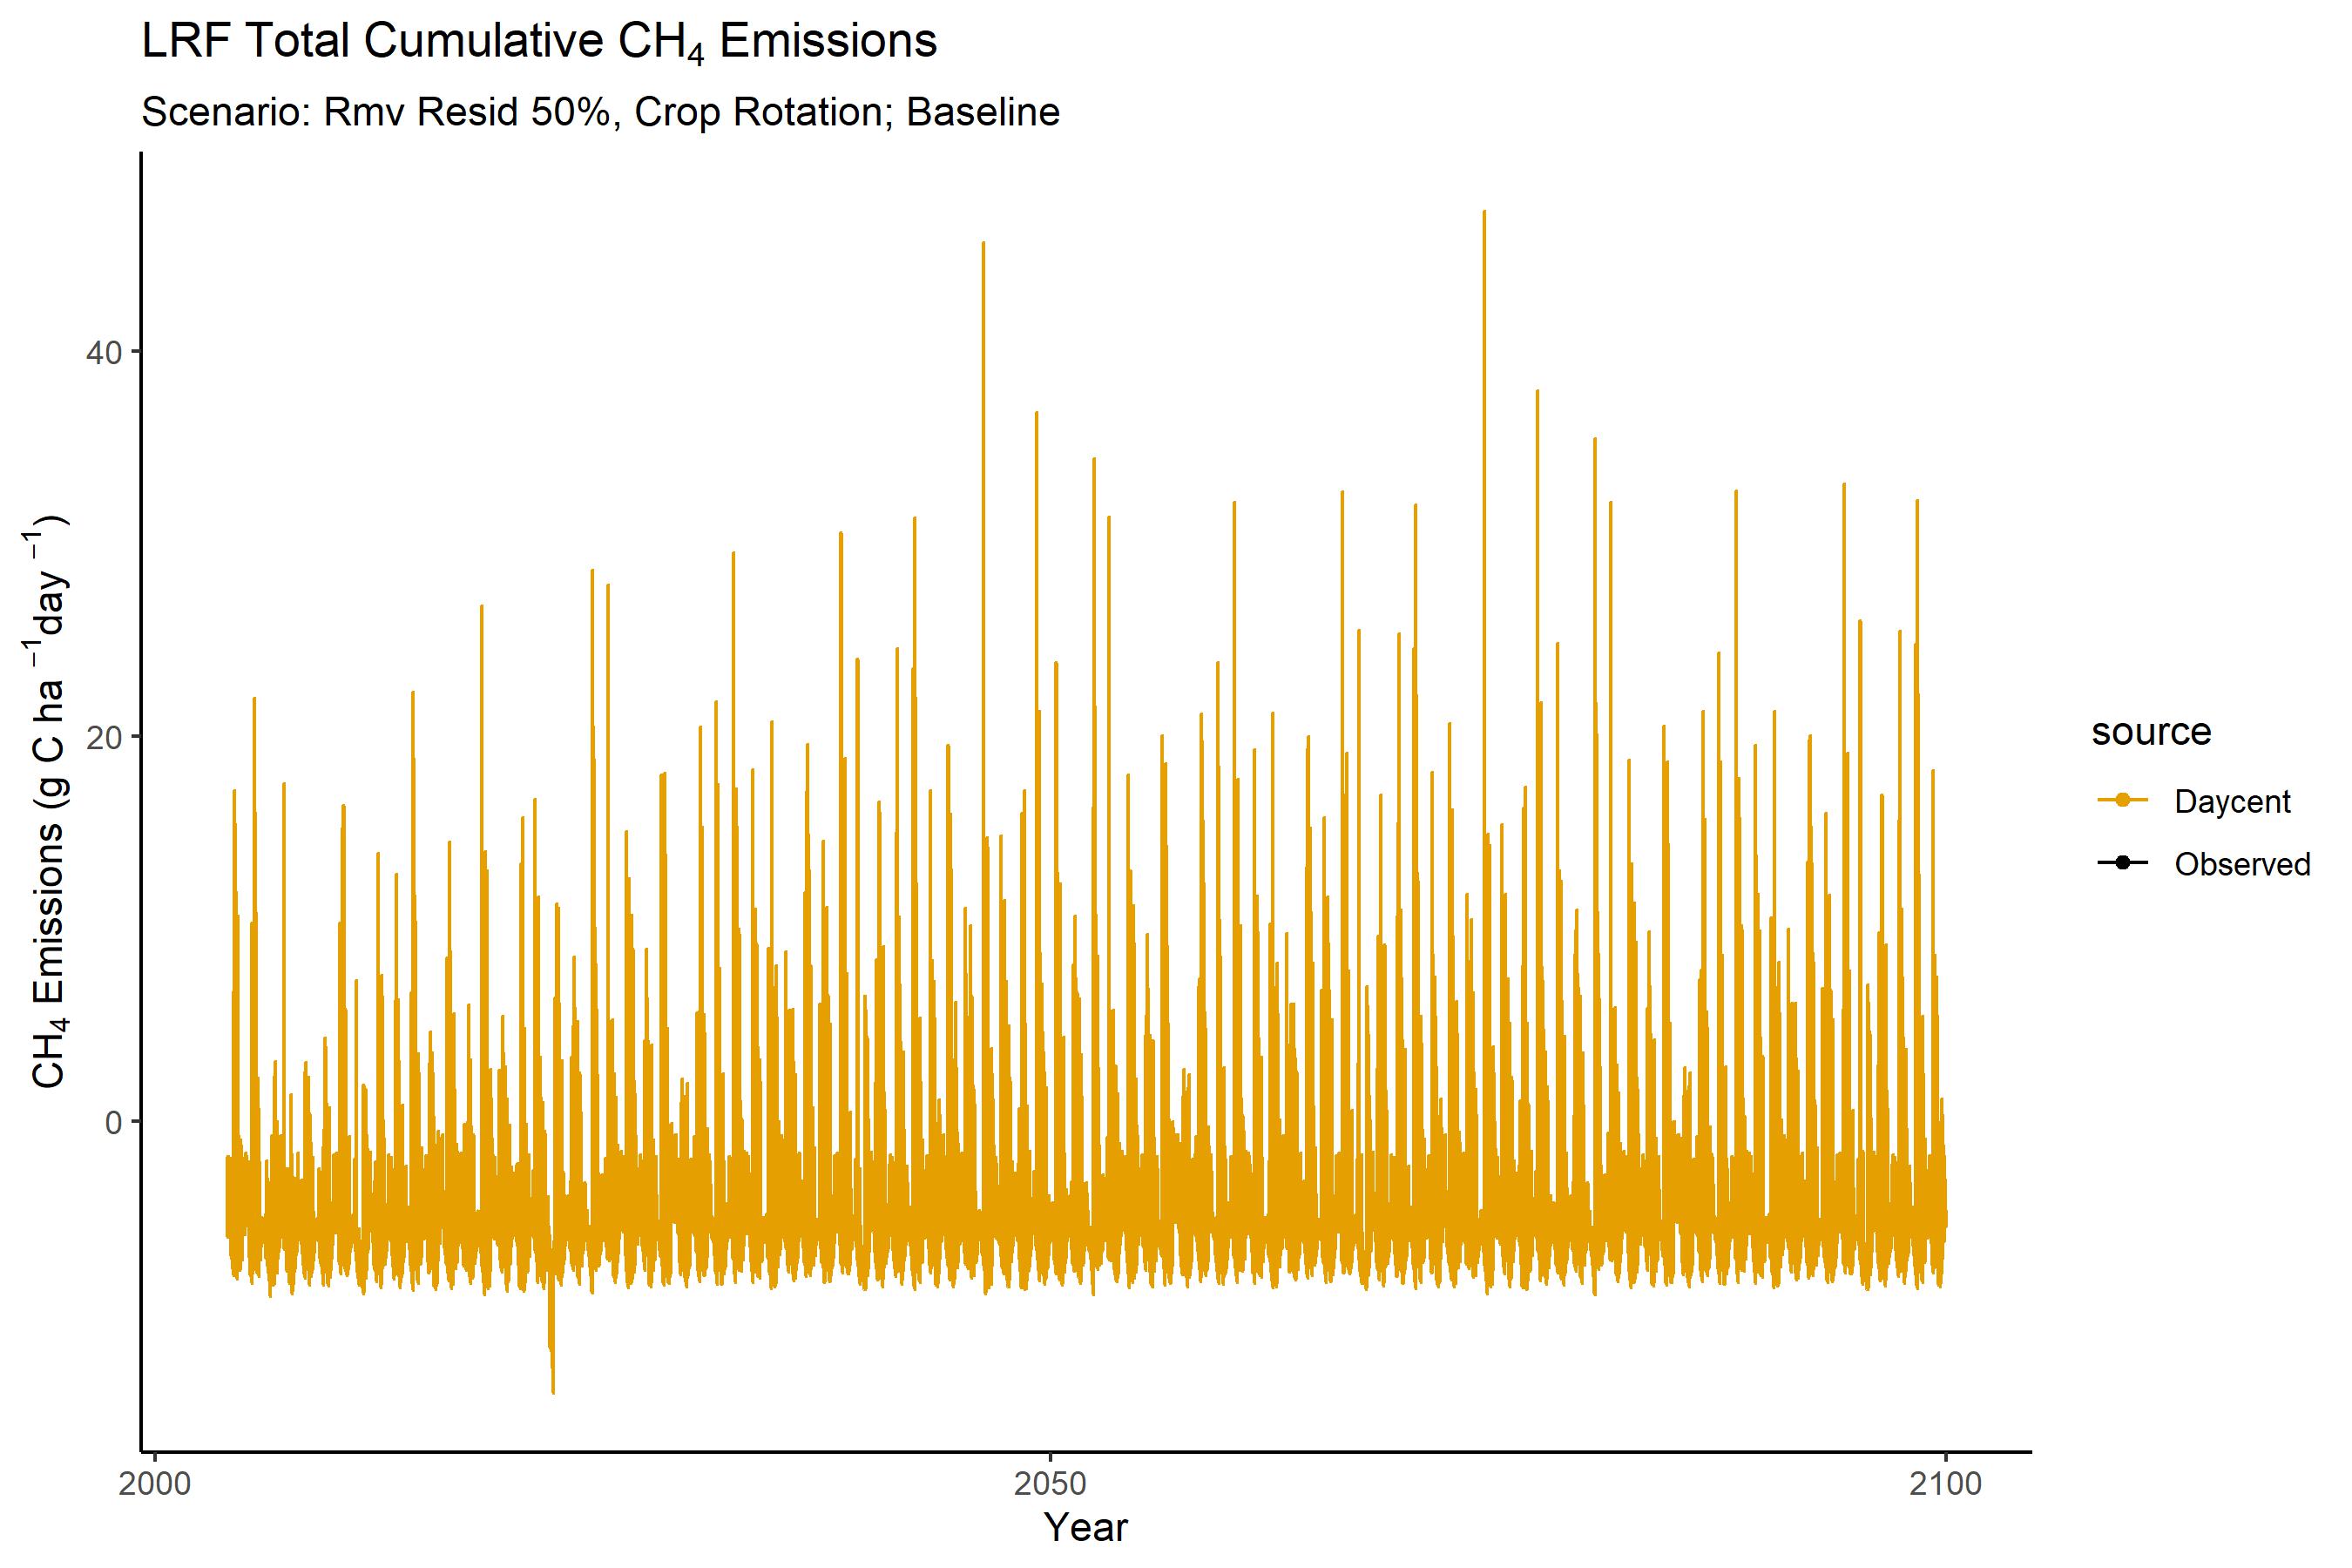 LRF Total Cumulative CH₄ Emissions
Scenario: Rmv Resid 50%, Crop Rotation; Baseline
CH₄ Emissions (g C ha ⁻¹day ⁻¹)
40
20
0
2000
2050
2100
Year
source
Daycent
Observed